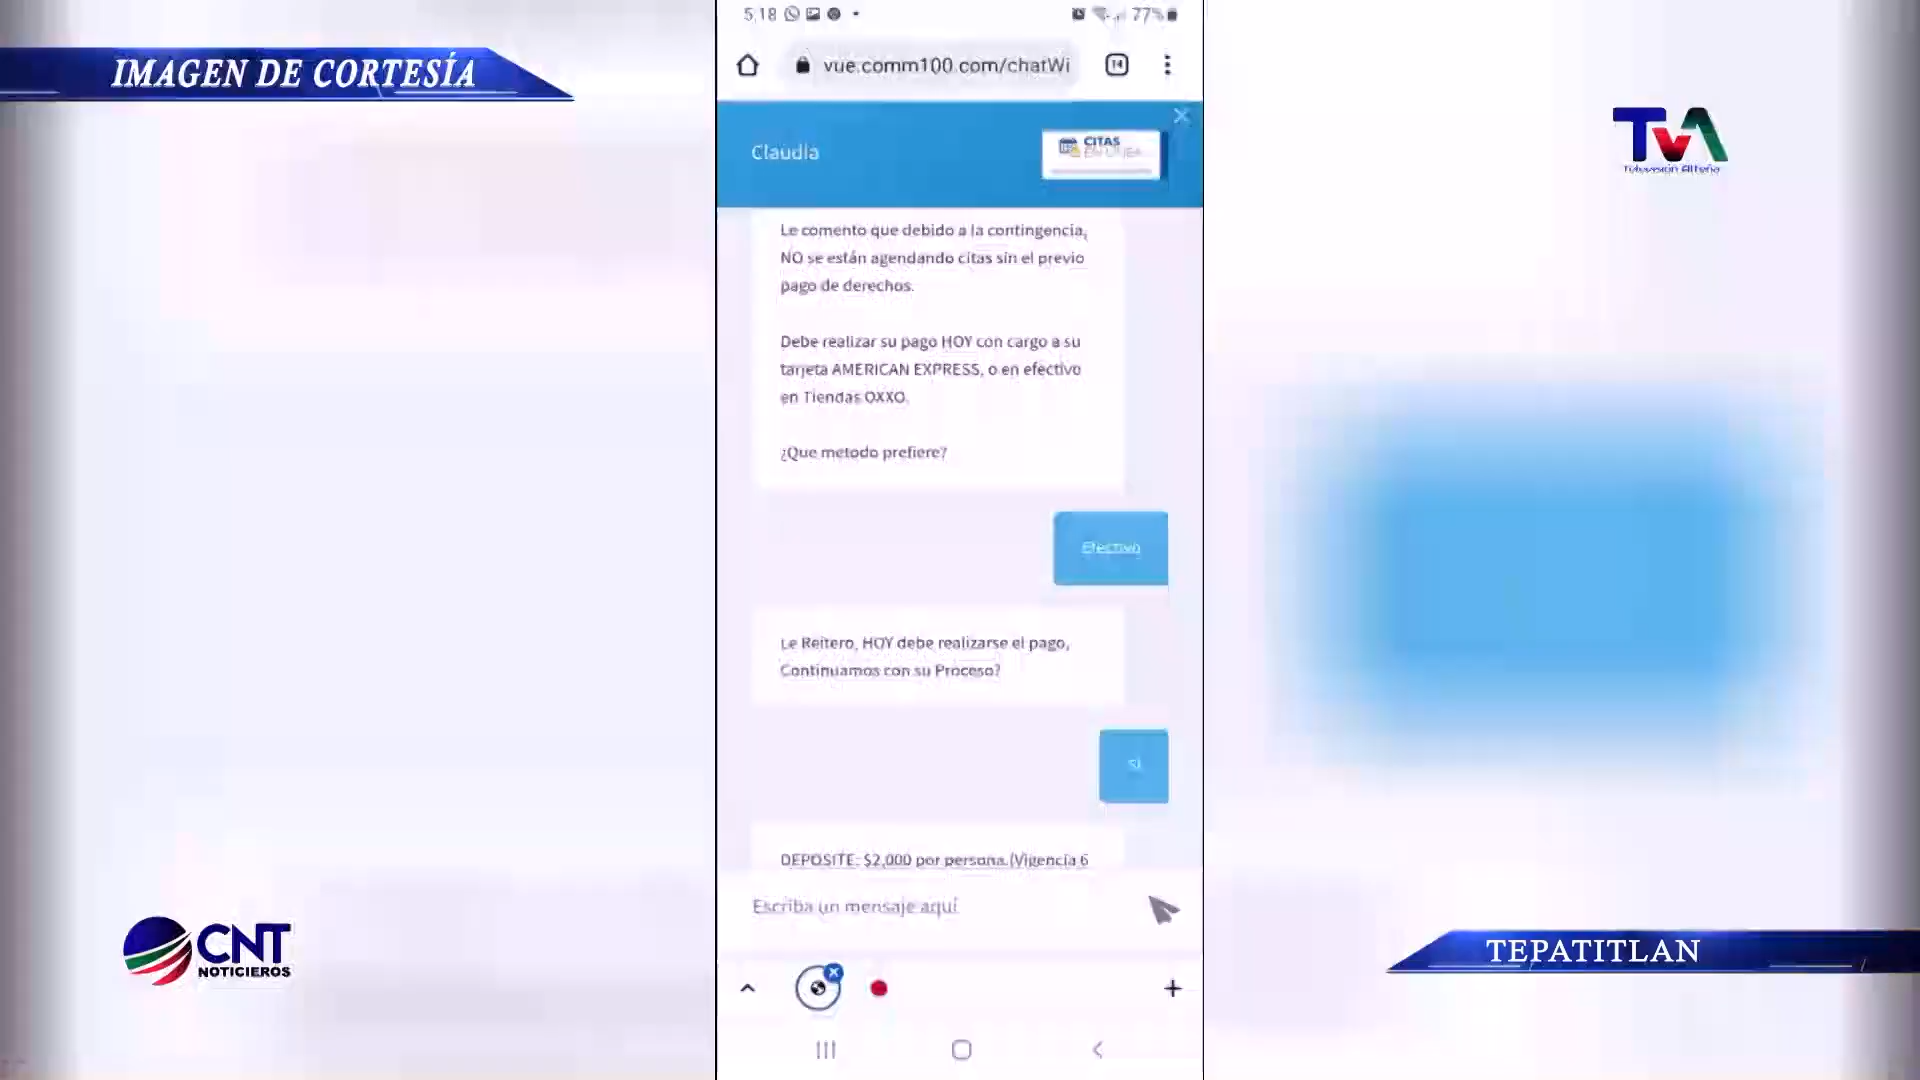 IMAGEN DE CORTESÍA
5:18
77%
vue.comm100.com/chatWi
14
Claudia
CITAS
EN LÍNEA
TvA
Televisión Alteña
Le comento que debido a la contingencia,
NO se están agendando citas sin el previo
pago de derechos.
Debe realizar su pago HOY con cargo a su
tarjeta AMERICAN EXPRESS, o en efectivo
en Tiendas OXXO.
¿Que metodo prefiere?
Efectivo
Le Reitero, HOY debe realizarse el pago,
Continuamos con su Proceso?
Si
DEPOSITE: $2,000 por persona.(Vigencia 6
Escriba un mensaje aquí
CNT
NOTICIEROS
TEPATITLAN